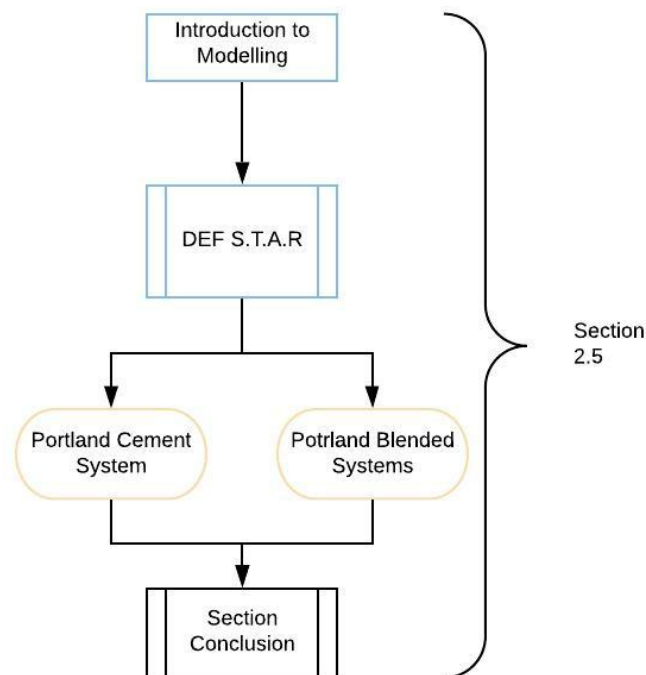 Introduction to
Modelling
DEF S.T.A.R
Section
2.5
Portland Cement
System
Potrland Blended
Systems
Section
Conclusion